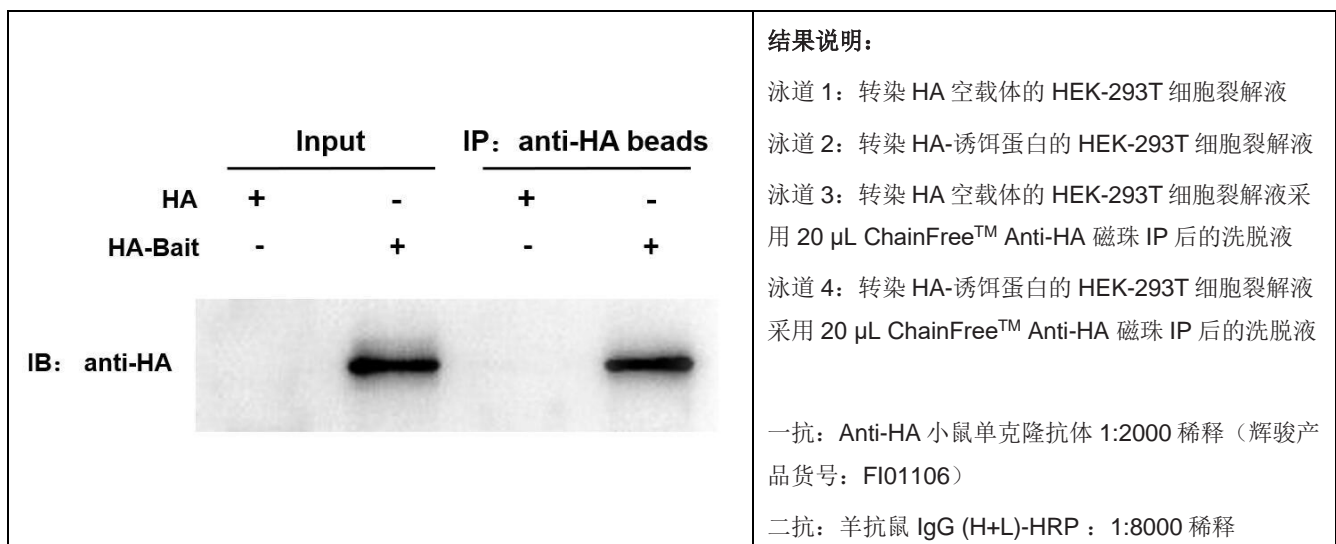 Input IP：anti-HA beads
HA + - + -
HA-Bait - + - +
IB： anti-HA
结果说明：
泳道 1：转染 HA 空载体的 HEK-293T 细胞裂解液
泳道 2：转染 HA-诱饵蛋白的 HEK-293T 细胞裂解液
泳道 3：转染 HA 空载体的 HEK-293T 细胞裂解液采
用 20 µL ChainFree™ Anti-HA 磁珠 IP 后的洗脱液
泳道 4：转染 HA-诱饵蛋白的 HEK-293T 细胞裂解液
采用 20 µL ChainFree™ Anti-HA 磁珠 IP 后的洗脱液
一抗：Anti-HA 小鼠单克隆抗体 1:2000 稀释（辉骏产
品货号：FI01106）
二抗：羊抗鼠 IgG (H+L)-HRP ：1:8000 稀释